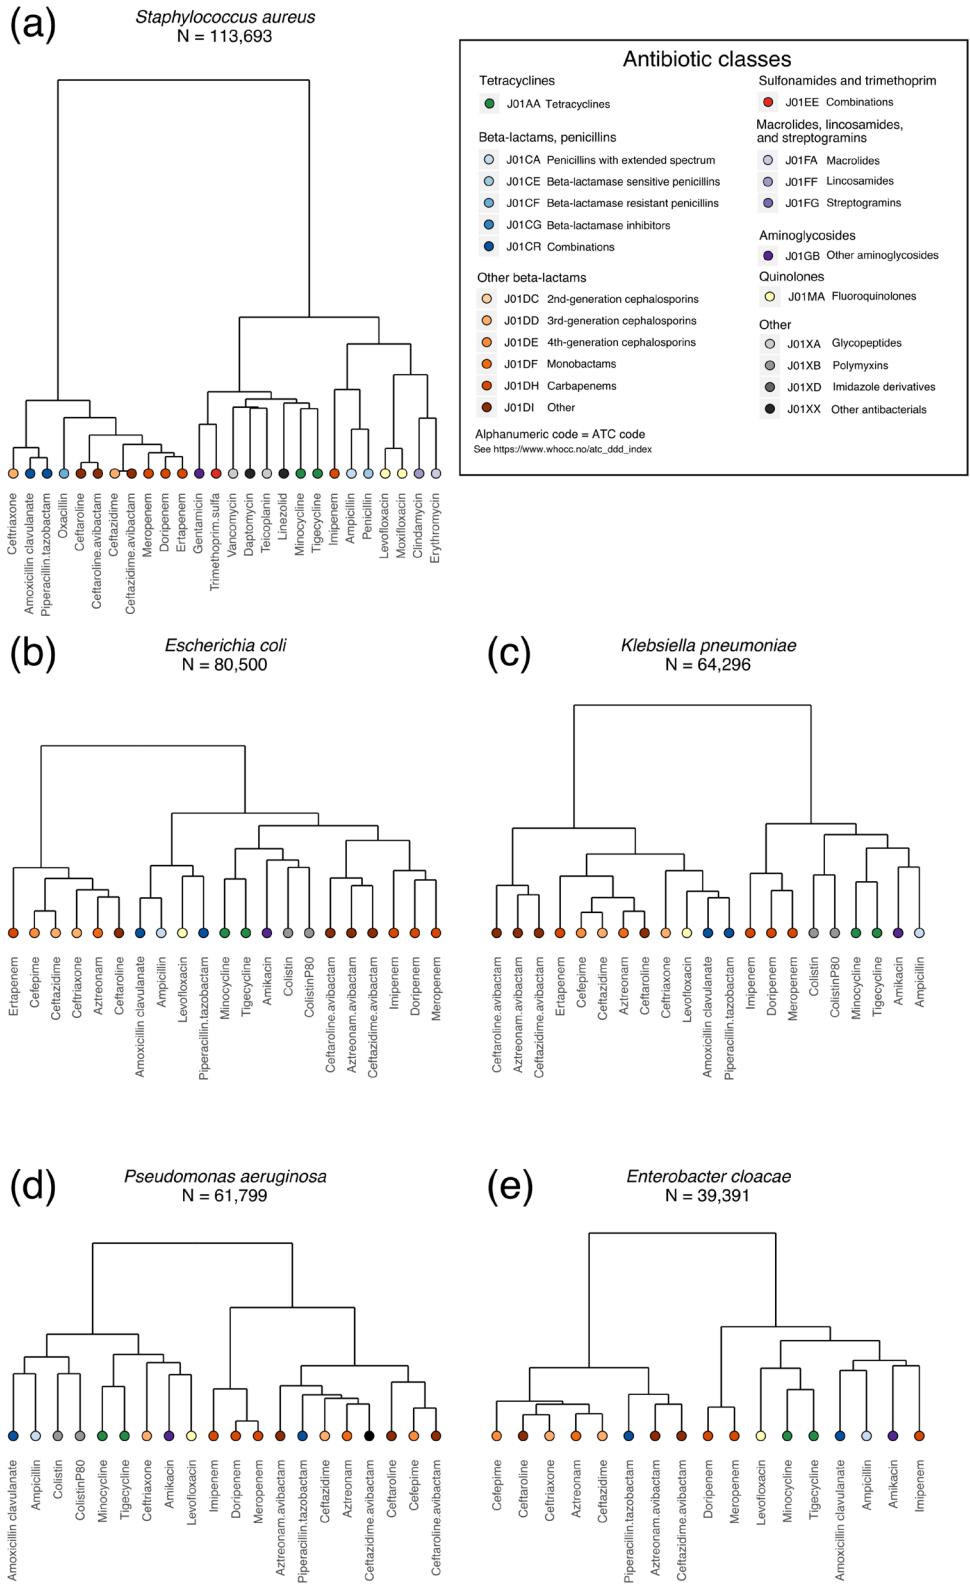 (a)
Staphylococcus aureus
N = 113,693
Antibiotic classes
Tetracyclines
J01AA Tetracyclines
Beta-lactams, penicillins
J01CA Penicillins with extended spectrum
J01CE Beta-lactamase sensitive penicillins
J01CF Beta-lactamase resistant penicillins
J01CG Beta-lactamase inhibitors
J01CR Combinations
Other beta-lactams
J01DC 2nd-generation cephalosporins
J01DD 3rd-generation cephalosporins
J01DE 4th-generation cephalosporins
J01DF Monobactams
J01DH Carbapenems
J01DI Other
Alphanumeric code = ATC code
See https://www.whocc.no/atc_ddd_index
Sulfonamides and trimethoprim
J01EE Combinations
Macrolides, lincosamides,
and streptogramins
J01FA Macrolides
J01FF Lincosamides
J01FG Streptogramins
Aminoglycosides
J01GB Other aminoglycosides
Quinolones
J01MA Fluoroquinolones
Other
J01XA Glycopeptides
J01XB Polymyxins
J01XD Imidazole derivatives
J01XX Other antibacterials
Ceftriaxone
Amoxicillin clavulanate
Piperacillin.tazobactam
Oxacillin
Ceftaroline
Ceftaroline.avibactam
Ceftazidime
Ceftazidime.avibactam
Meropenem
Doripenem
Ertapenem
Gentamicin
Trimethoprim.sulfa
Vancomycin
Daptomycin
Teicoplanin
Linezolid
Minocycline
Tigecycline
Imipenem
Ampicillin
Penicillin
Levofloxacin
Moxifloxacin
Clindamycin
Erythromycin
(b)
Escherichia coli
N = 80,500
Ertapenem
Cefepime
Ceftazidime
Ceftriaxone
Aztreonam
Ceftaroline
Amoxicillin clavulanate
Ampicillin
Levofloxacin
Piperacillin.tazobactam
Minocycline
Tigecycline
Amikacin
Colistin
ColistinP80
Ceftaroline.avibactam
Aztreonam.avibactam
Ceftazidime.avibactam
Imipenem
Doripenem
Meropenem
(c)
Klebsiella pneumoniae
N = 64,296
Ceftaroline.avibactam
Aztreonam.avibactam
Ceftazidime.avibactam
Ertapenem
Cefepime
Ceftazidime
Aztreonam
Ceftaroline
Ceftriaxone
Levofloxacin
Amoxicillin clavulanate
Piperacillin.tazobactam
Imipenem
Doripenem
Meropenem
Colistin
ColistinP80
Minocycline
Tigecycline
Amikacin
Ampicillin
(d)
Pseudomonas aeruginosa
N = 61,799
Amoxicillin clavulanate
Ampicillin
Colistin
ColistinP80
Minocycline
Tigecycline
Ceftriaxone
Amikacin
Levofloxacin
Imipenem
Doripenem
Meropenem
Aztreonam.avibactam
Piperacillin.tazobactam
Ceftazidime
Aztreonam
Ceftazidime.avibactam
Ceftaroline
Cefepime
Ceftaroline.avibactam
(e)
Enterobacter cloacae
N = 39,391
Cefepime
Ceftaroline
Ceftriaxone
Aztreonam
Ceftazidime
Piperacillin.tazobactam
Aztreonam.avibactam
Ceftazidime.avibactam
Doripenem
Meropenem
Levofloxacin
Minocycline
Tigecycline
Amoxicillin clavulanate
Ampicillin
Amikacin
Imipenem